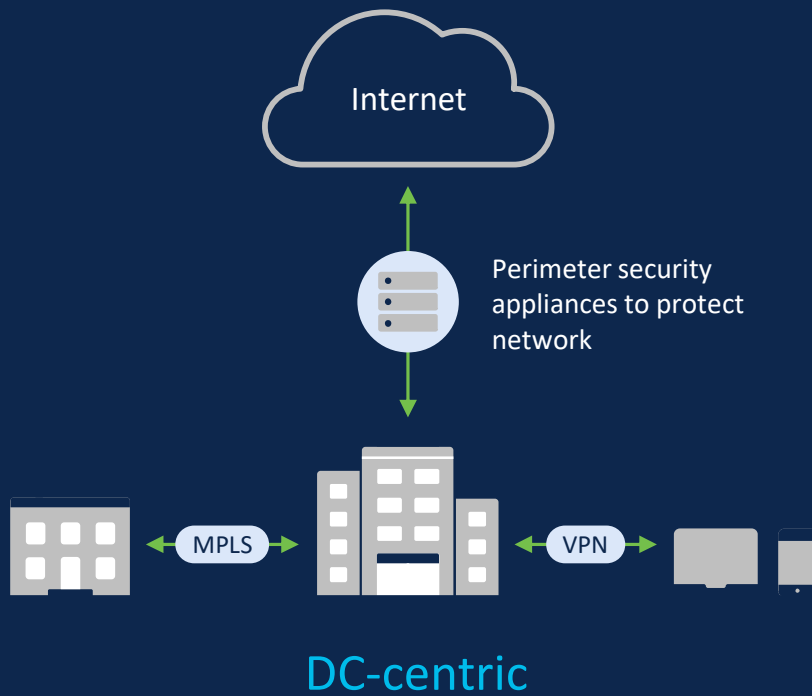 Internet
Perimeter security
appliances to protect
network
MPLS
VPN
DC-centric